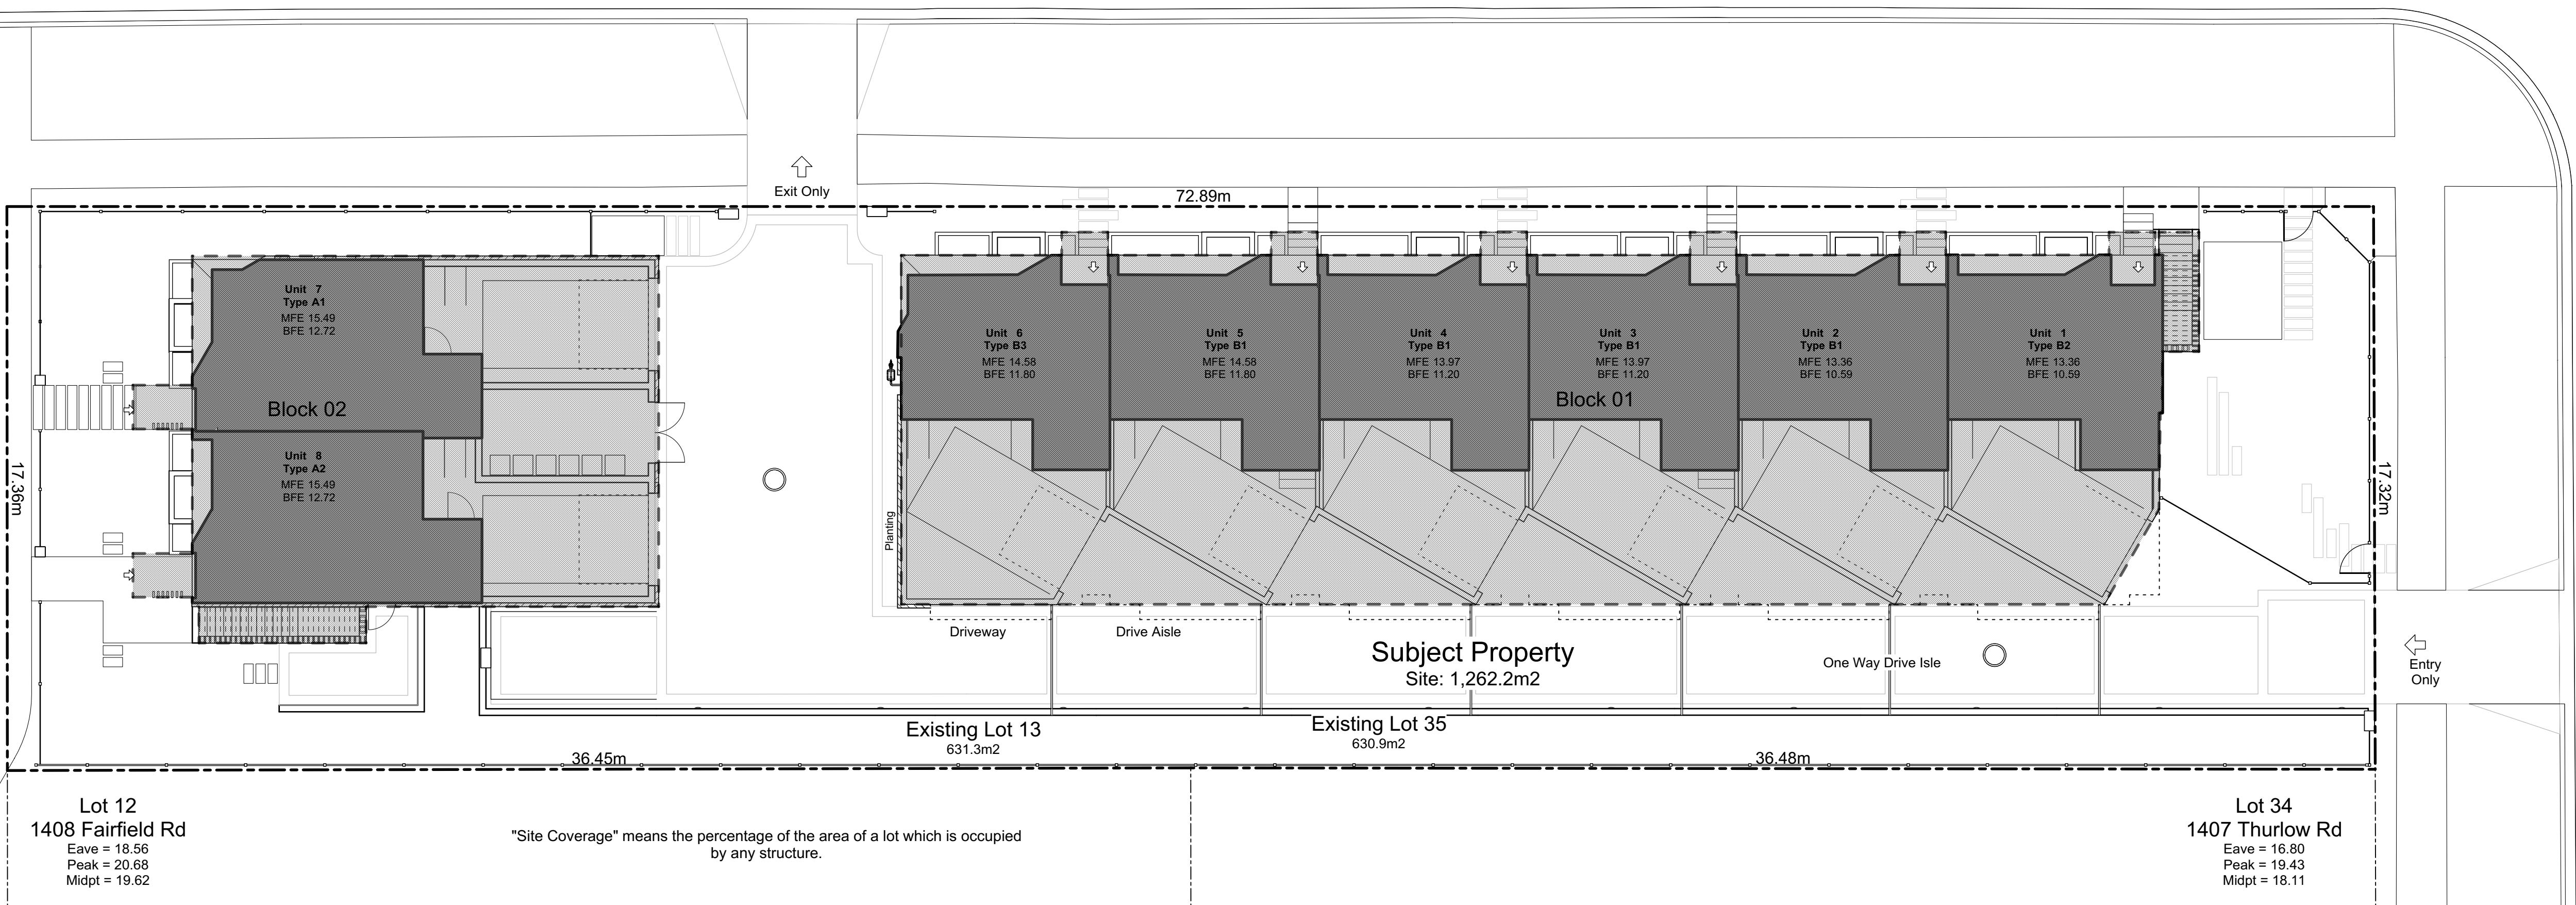 Exit Only
72.89m
Unit 7
Type A1
MFE 15.49
BFE 12.72
Block 02
Unit 8
Type A2
MFE 15.49
BFE 12.72
17.36m
Unit 6
Type B3
MFE 14.58
BFE 11.80
Unit 5
Type B1
MFE 14.58
BFE 11.80
Unit 4
Type B1
MFE 13.97
BFE 11.20
Unit 3
Type B1
MFE 13.97
BFE 11.20
Block 01
Unit 2
Type B1
MFE 13.36
BFE 10.59
Unit 1
Type B2
MFE 13.36
BFE 10.59
17.32m
Planting
Driveway
Drive Aisle
Subject Property
Site: 1,262.2m2
One Way Drive Isle
Entry
Only
Existing Lot 13
631.3m2
Existing Lot 35
630.9m2
36.45m
36.48m
Lot 12
1408 Fairfield Rd
Eave = 18.56
Peak = 20.68
Midpt = 19.62
"Site Coverage" means the percentage of the area of a lot which is occupied
by any structure.
Lot 34
1407 Thurlow Rd
Eave = 16.80
Peak = 19.43
Midpt = 18.11